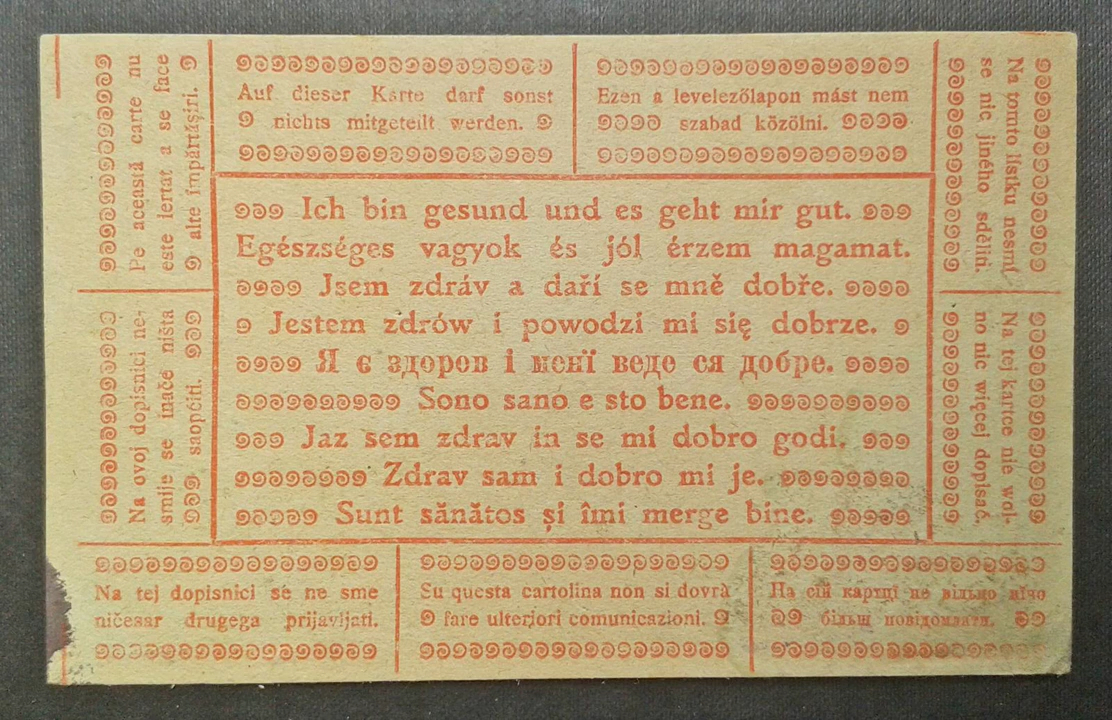 Auf dieser Karte darf sonst
nichts mitgeteilt werden.
Ezen a levelezőlapon mást nem
szabad közölni.
Pe această carte nu
este iertat a se face
alte împărtăşiri.
Na tomto lístku nesmí
se nic jiného sděliti.
Ich bin gesund und es geht mir gut.
Egészséges vagyok és jól érzem magamat.
Jsem zdráv a daří se mně dobře.
Jestem zdrów i powodzi mi się dobrze.
Я є здоров і менї веде ся добре.
Sono sano e sto bene.
Jaz sem zdrav in se mi dobro godi.
Zdrav sam i dobro mi je.
Sunt sănătos şi îmi merge bine.
Na ovoj dopisnici ne-
smije se inače ništa
saopćiti.
Na tej kartce nie wol-
no nic więcej dopisać.
Na tej dopisnici se ne sme
ničesar drugega prijavljati.
Su questa cartolina non si dovrà
fare ulteriori comunicazioni.
На сій картцї не вільно нїчо
більш повідомляти.